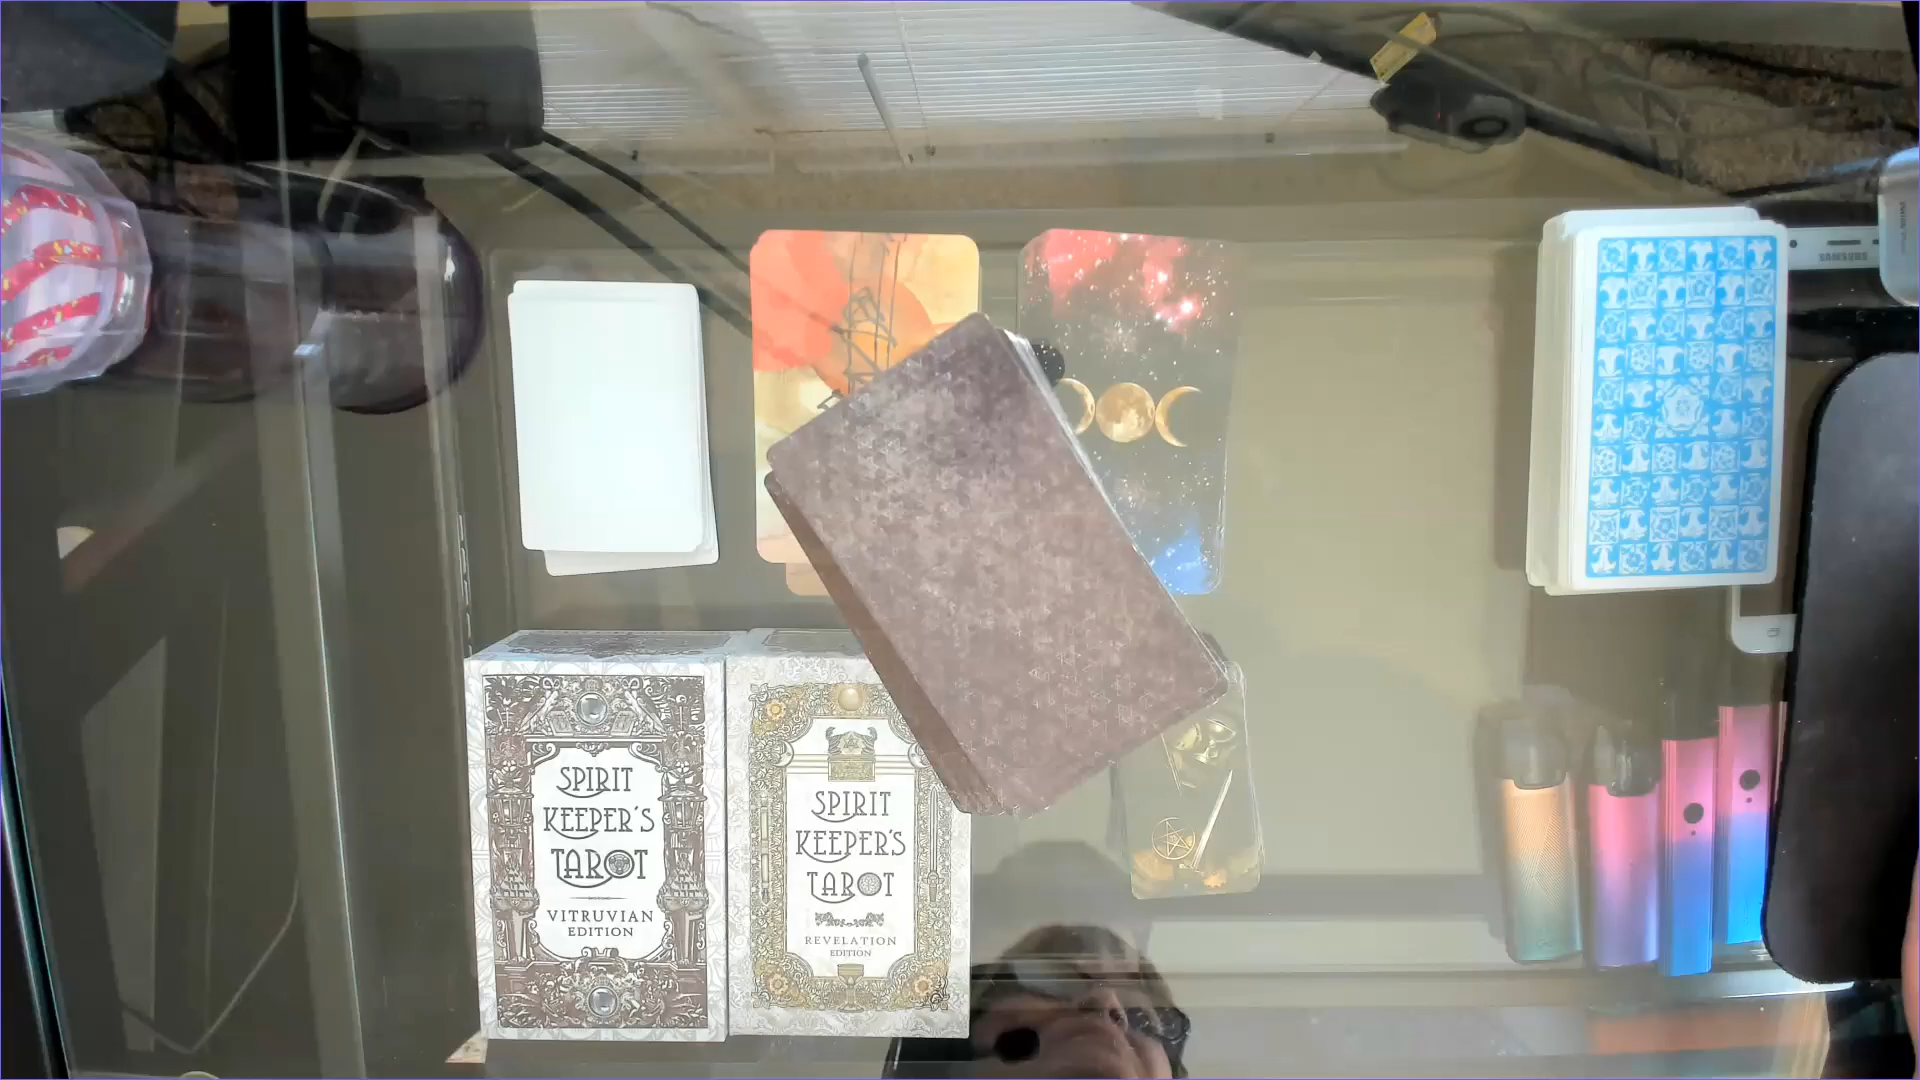 SAMSUNG
SPIRIT
KEEPER'S
TAROT
VITRUVIAN
EDITION
SPIRIT
KEEPER'S
TAROT
REVELATION
EDITION